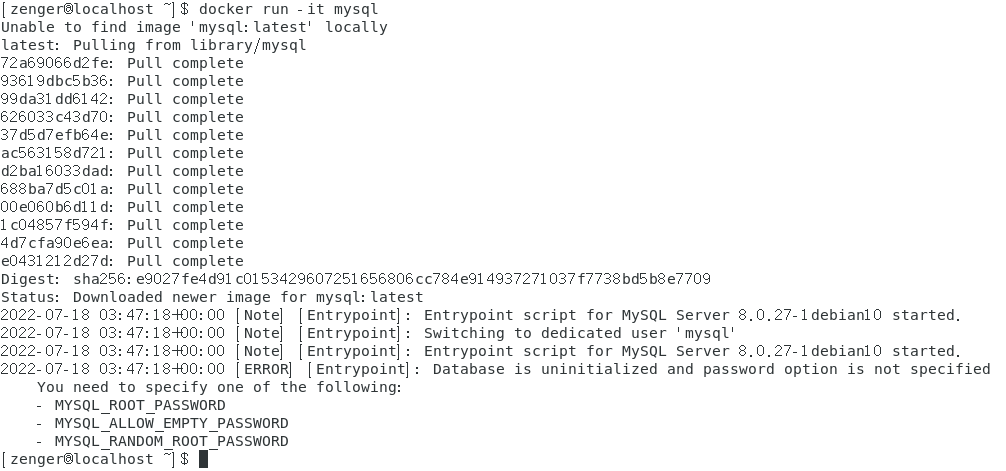 [zenger@localhost ~]$ docker run -it mysql
Unable to find image 'mysql:latest' locally
latest: Pulling from library/mysql
72a69066d2fe: Pull complete
93619dbc5b36: Pull complete
99da31dd6142: Pull complete
626033c43d70: Pull complete
37d5d7efb64e: Pull complete
ac563158d721: Pull complete
d2ba16033dad: Pull complete
688ba7d5c01a: Pull complete
00e060b6d11d: Pull complete
1c04857f594f: Pull complete
4d7cfa90e6ea: Pull complete
e0431212d27d: Pull complete
Digest: sha256:e9027fe4d91c0153429607251656806cc784e914937271037f7738bd5b8e7709
Status: Downloaded newer image for mysql:latest
2022-07-18 03:47:18+00:00 [Note] [Entrypoint]: Entrypoint script for MySQL Server 8.0.27-1debian10 started.
2022-07-18 03:47:18+00:00 [Note] [Entrypoint]: Switching to dedicated user 'mysql'
2022-07-18 03:47:18+00:00 [Note] [Entrypoint]: Entrypoint script for MySQL Server 8.0.27-1debian10 started.
2022-07-18 03:47:18+00:00 [ERROR] [Entrypoint]: Database is uninitialized and password option is not specified
You need to specify one of the following:
- MYSQL_ROOT_PASSWORD
- MYSQL_ALLOW_EMPTY_PASSWORD
- MYSQL_RANDOM_ROOT_PASSWORD
[zenger@localhost ~]$